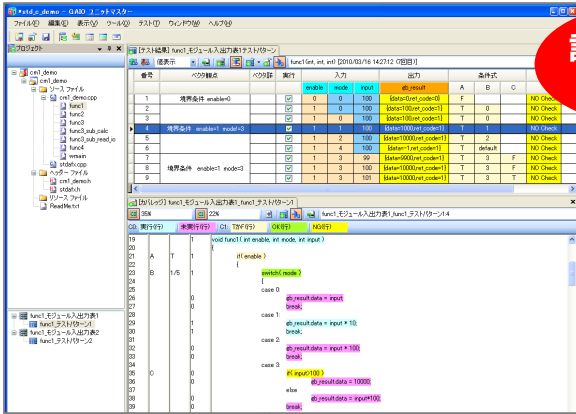 *std_c_demo - GAIO ユニットマスター
ファイル(F) 編集(E) 表示(V) ツール(O) テスト(T) ウィンドウ(W) ヘルプ(H)
プロジェクト
cm1_demo
cm1_demo
ソース ファイル
cm1_demo.cpp
func1
func2
func3
func3_sub_calc
func3_sub_read_io
func4
wmain
stdafx.cpp
ヘッダー ファイル
cm1_demo.h
stdafx.h
リソース ファイル
ReadMe.txt
func1_モジュール入出力表1
func1_テストパターン1
func1_モジュール入出力表2
func1_テストパターン2
[テスト結果] func1_モジュール入出力表1テストパターン
値表示 func1(int, int, int) [2010/03/16 14:27:12 (7回目)]
番号 ベクタ観点 ベクタ詳 実行 入力 出力 条件式
enable mode input gb_result A B C
1 境界条件 enable=0 0 0 100 {data=0,ret_code=0} F NO Check
2 1 0 100 {data=100,ret_code=1} T 0 NO Check
3 1 0 100 {data=100,ret_code=1} T 0 NO Check
4 境界条件 enable=1 mode!=3 1 1 100 {data=1000,ret_code=1} T 1 NO Check
5 1 2 100 {data=10000,ret_code=1} T 2 NO Check
6 1 4 100 {data=-1,ret_code=1} T default NO Check
7 1 3 99 {data=9900,ret_code=1} T 3 F NO Check
8 境界条件 enable=1 mode=3 1 3 100 {data=10000,ret_code=1} T 3 F NO Check
9 1 3 101 {data=10000,ret_code=1} T 3 T NO Check
[カバレッジ] func1_モジュール入出力表1_func1_テストパターン1
C0 35% C1 22% func1_モジュール入出力表1_func1_テストパターン1:4
C0: 実行(行) 未実行(行) C1: TかF(行) OK(行) NG(行)
19 1 void func1( int enable, int mode, int input )
20 {
21 A T 1 if( enable )
22 {
23 B 1/5 1 switch( mode )
24 {
25 case 0:
26 0 gb_result.data = input
27 0 break;
28 case 1:
29 1 gb_result.data = input * 10;
30 1 break;
31 case 2:
32 0 gb_result.data = input * 100;
33 0 break;
34 case 3:
35 C 0 if( input>100 )
36 0 gb_result.data = 10000;
37 else
38 0 gb_result.data = input*100;
39 0 break;